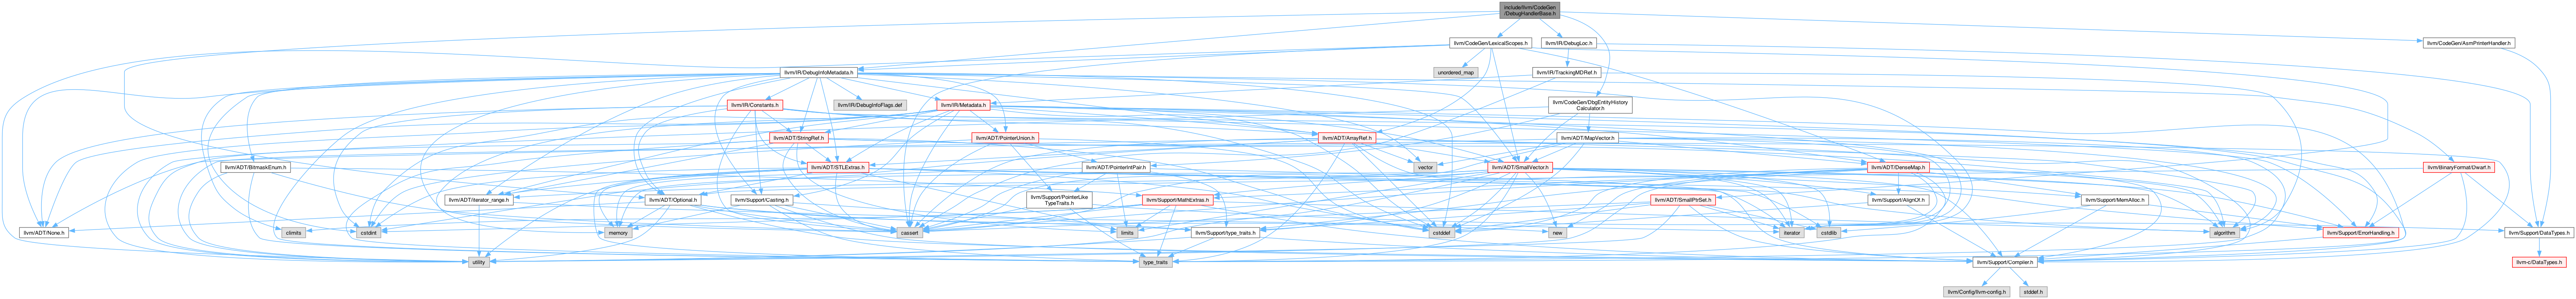 include/llvm/CodeGen
/DebugHandlerBase.h
llvm/CodeGen/LexicalScopes.h
llvm/IR/DebugLoc.h
llvm/CodeGen/AsmPrinterHandler.h
llvm/IR/DebugInfoMetadata.h
unordered_map
llvm/IR/TrackingMDRef.h
llvm/IR/Constants.h
llvm/IR/DebugInfoFlags.def
llvm/IR/Metadata.h
llvm/CodeGen/DbgEntityHistory
Calculator.h
llvm/ADT/StringRef.h
llvm/ADT/PointerUnion.h
llvm/ADT/ArrayRef.h
llvm/ADT/MapVector.h
llvm/ADT/BitmaskEnum.h
llvm/ADT/STLExtras.h
llvm/ADT/PointerIntPair.h
vector
llvm/ADT/SmallVector.h
llvm/ADT/DenseMap.h
llvm/BinaryFormat/Dwarf.h
llvm/ADT/iterator_range.h
llvm/ADT/Optional.h
llvm/Support/Casting.h
llvm/Support/PointerLike
TypeTraits.h
llvm/Support/MathExtras.h
llvm/ADT/SmallPtrSet.h
llvm/Support/AlignOf.h
llvm/Support/MemAlloc.h
llvm/ADT/None.h
climits
cstdint
memory
cassert
limits
llvm/Support/type_traits.h
cstddef
new
iterator
cstdlib
algorithm
llvm/Support/ErrorHandling.h
llvm/Support/DataTypes.h
utility
type_traits
llvm/Support/Compiler.h
llvm-c/DataTypes.h
llvm/Config/llvm-config.h
stddef.h